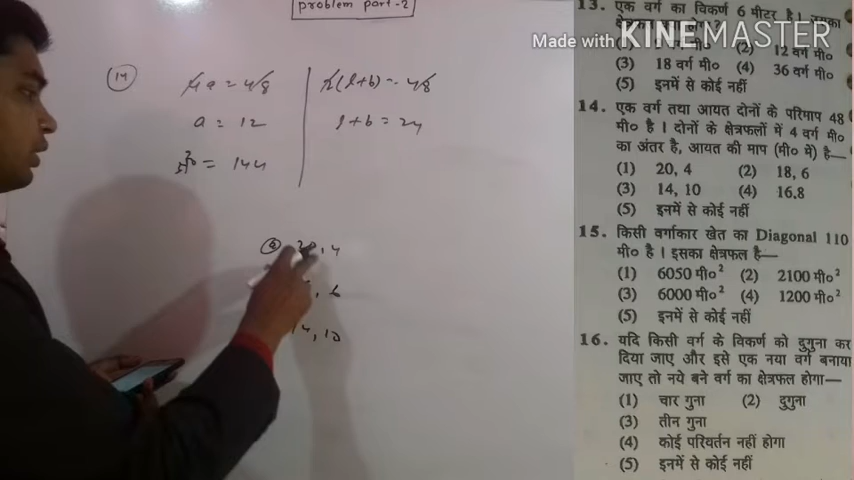 problem part-2
Made with KINEMASTER
14
4a = 48
a = 12
a² = 144
2(l+b) = 48
l+b = 24
, 4
, 6
14, 10
13. एक वर्ग का विकर्ण 6 मीटर है।
(2) 12 वर्ग मी०
(3) 18 वर्ग मी० (4) 36 वर्ग मी०
(5) इनमें से कोई नहीं
14. एक वर्ग तथा आयत दोनों के परिमाप 48
मी० है। दोनों के क्षेत्रफलों में 4 वर्ग मी०
का अंतर है, आयत की माप (मी० में) है—
(1) 20, 4 (2) 18, 6
(3) 14, 10 (4) 16.8
(5) इनमें से कोई नहीं
15. किसी वर्गाकार खेत का Diagonal 110
मी० है। इसका क्षेत्रफल है—
(1) 6050 मी०² (2) 2100 मी०²
(3) 6000 मी०² (4) 1200 मी०²
(5) इनमें से कोई नहीं
16. यदि किसी वर्ग के विकर्ण को दुगुना कर
दिया जाए और इसे एक नया वर्ग बनाया
जाए तो नये बने वर्ग का क्षेत्रफल होगा—
(1) चार गुना (2) दुगुना
(3) तीन गुना
(4) कोई परिवर्तन नहीं होगा
(5) इनमें से कोई नहीं